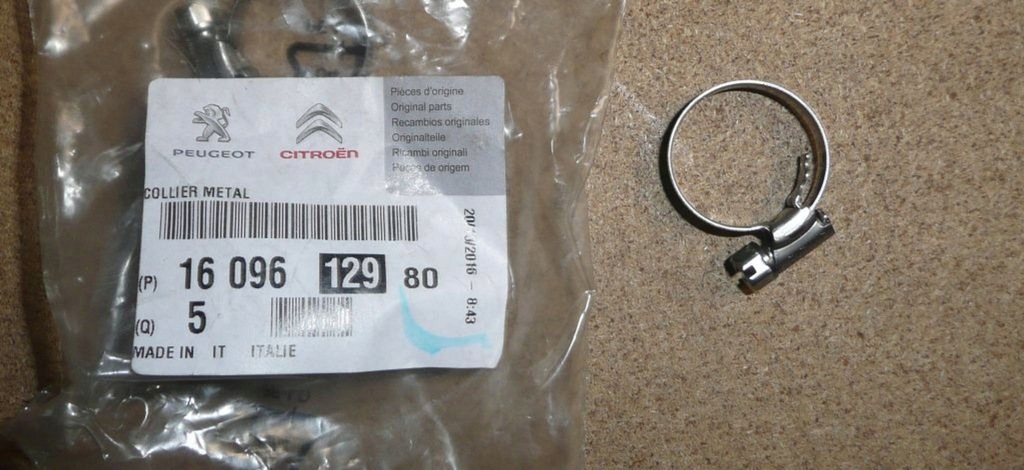 PEUGEOT
CITROËN
Pièces d'origine
Original parts
Recambios originales
Originalteile
Ricambi originali
Peças de origem
COLLIER METAL
(P) 16 096 129 80
(Q) 5
MADE IN IT ITALIE
/2016 - 8:43